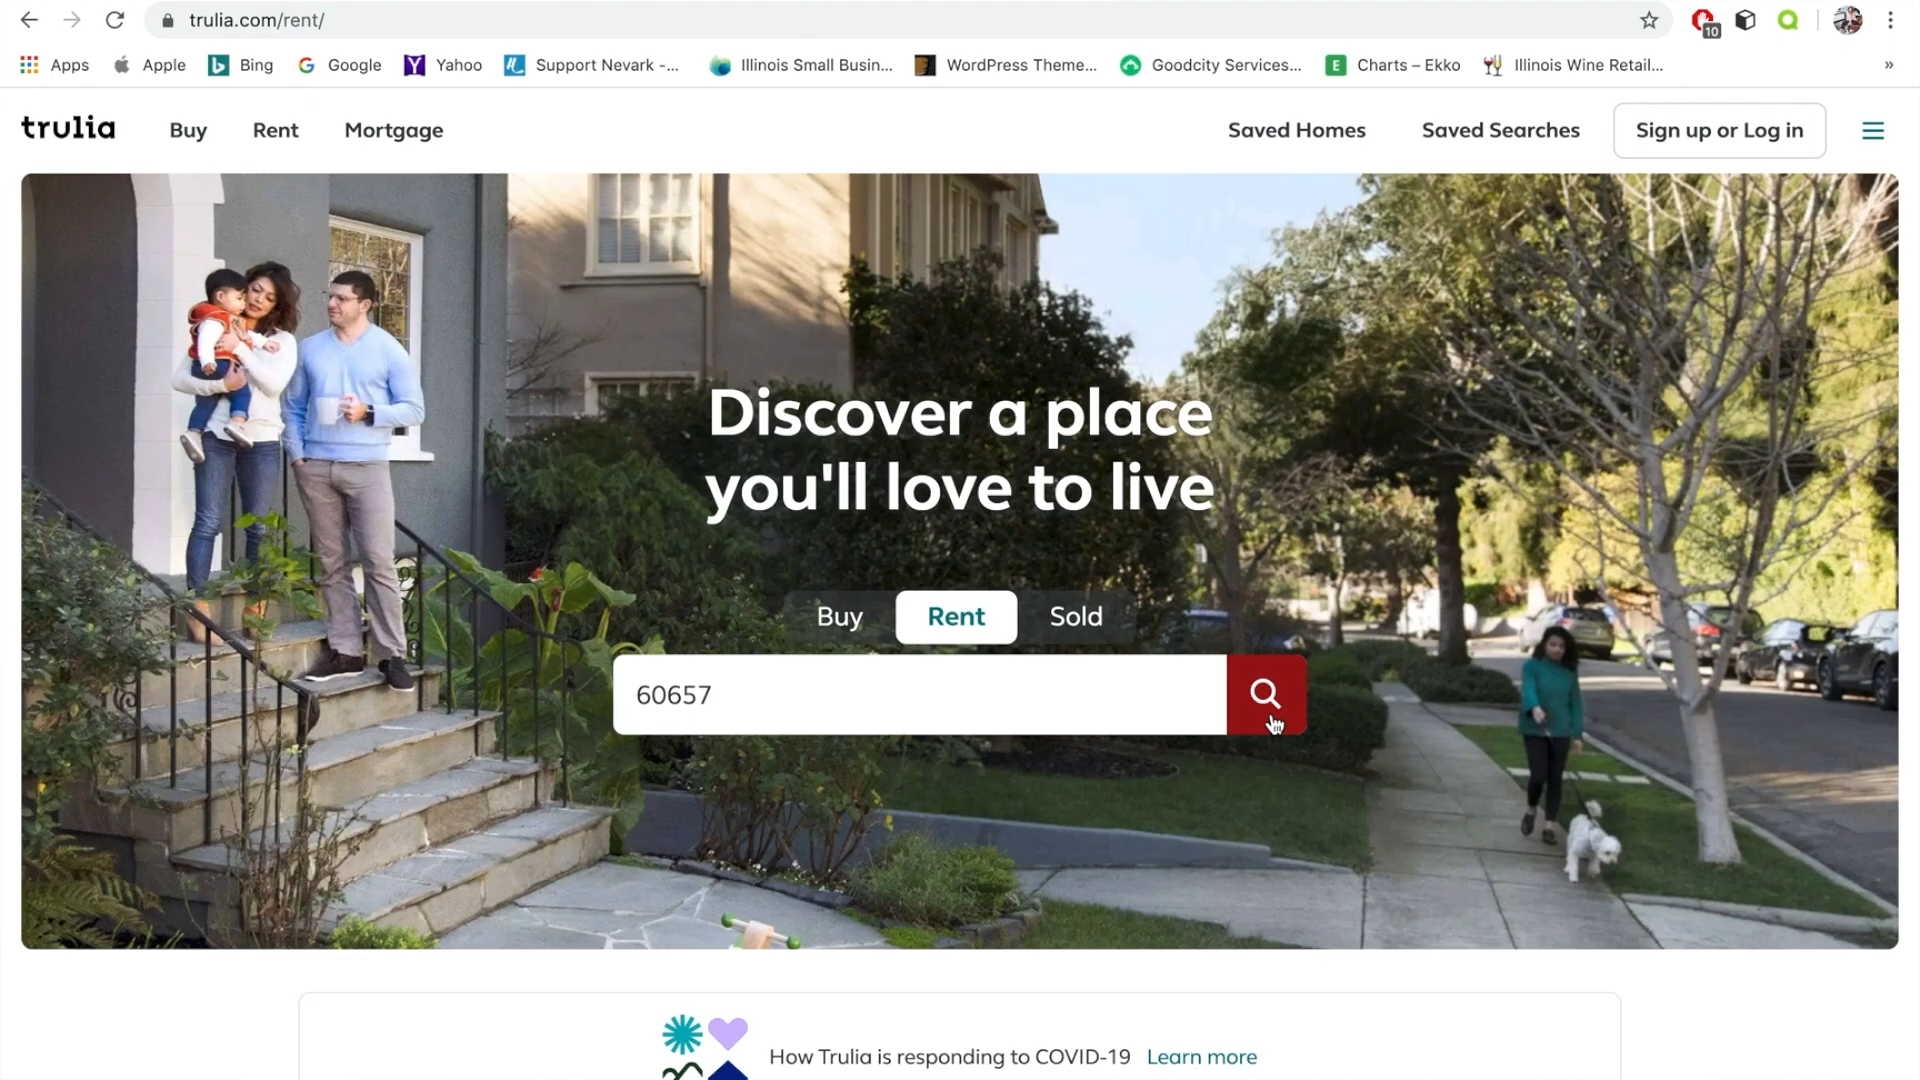 trulia.com/rent/
10
Apps Apple Bing Google Yahoo Support Nevark -... Illinois Small Busin... WordPress Theme... Goodcity Services... Charts – Ekko Illinois Wine Retail... »
trulia Buy Rent Mortgage Saved Homes Saved Searches Sign up or Log in
Discover a place
you'll love to live
Buy Rent Sold
60657
How Trulia is responding to COVID-19 Learn more